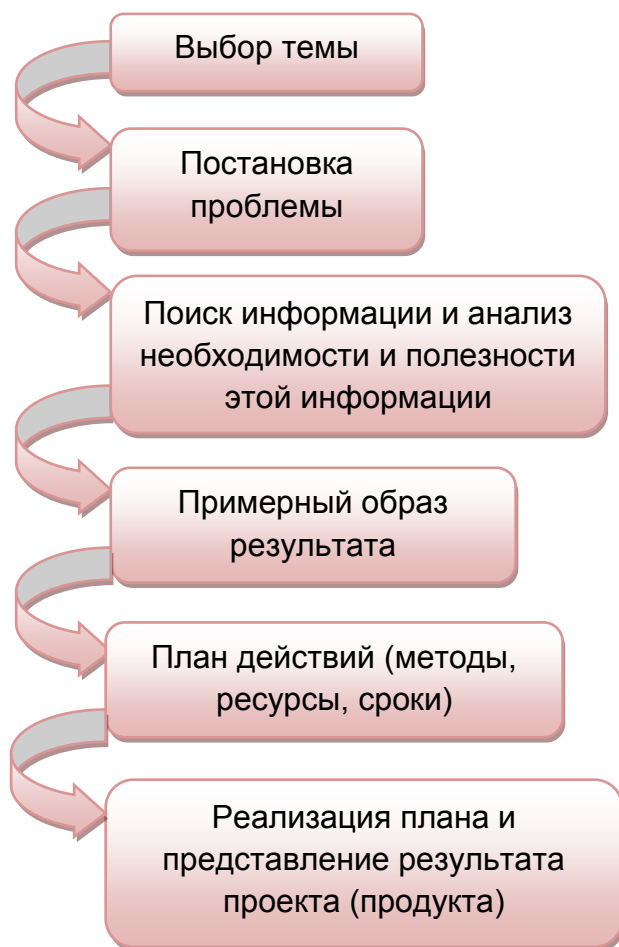 Выбор темы
Постановка
проблемы
Поиск информации и анализ
необходимости и полезности
этой информации
Примерный образ
результата
План действий (методы,
ресурсы, сроки)
Реализация плана и
представление результата
проекта (продукта)